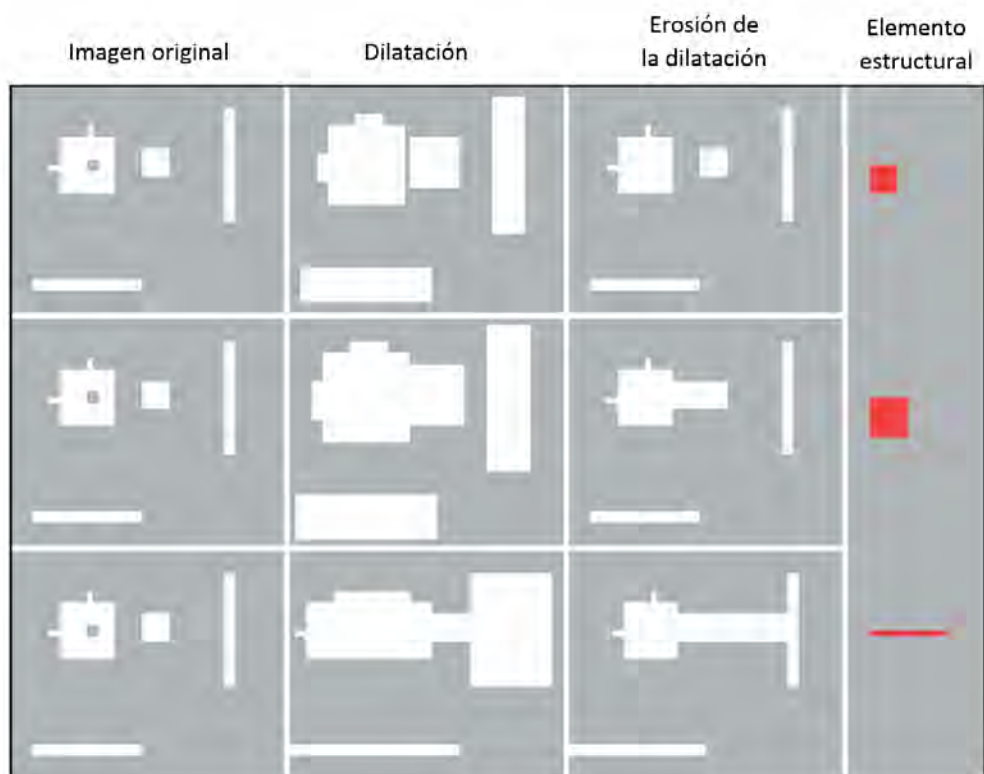 Imagen original
Dilatación
Erosión de
la dilatación
Elemento
estructural